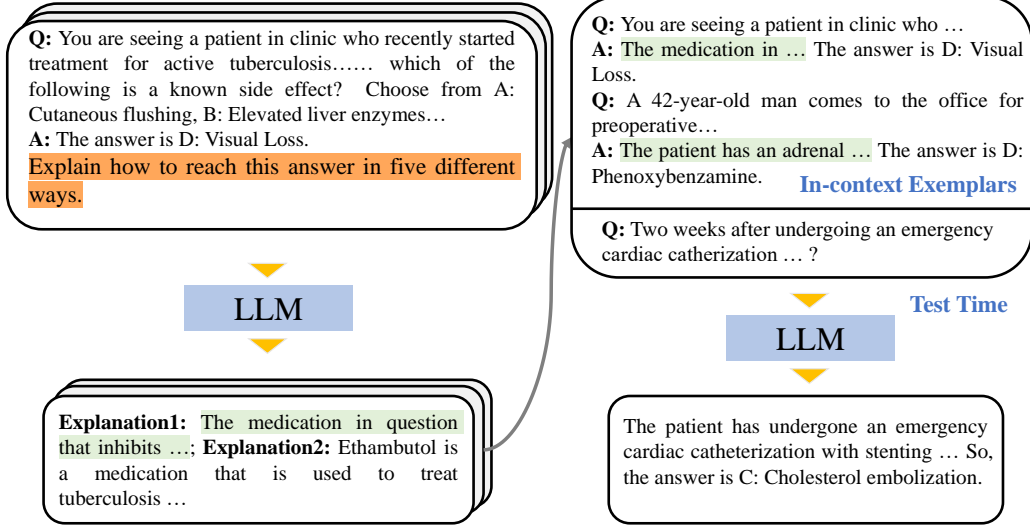 Q: You are seeing a patient in clinic who recently started
treatment for active tuberculosis…… which of the
following is a known side effect? Choose from A:
Cutaneous flushing, B: Elevated liver enzymes…
A: The answer is D: Visual Loss.
Explain how to reach this answer in five different
ways.
LLM
Explanation1: The medication in question
that inhibits …; Explanation2: Ethambutol is
a medication that is used to treat
tuberculosis …
Q: You are seeing a patient in clinic who …
A: The medication in … The answer is D: Visual
Loss.
Q: A 42-year-old man comes to the office for
preoperative…
A: The patient has an adrenal … The answer is D:
Phenoxybenzamine.
In-context Exemplars
Q: Two weeks after undergoing an emergency
cardiac catherization … ?
Test Time
LLM
The patient has undergone an emergency
cardiac catheterization with stenting … So,
the answer is C: Cholesterol embolization.